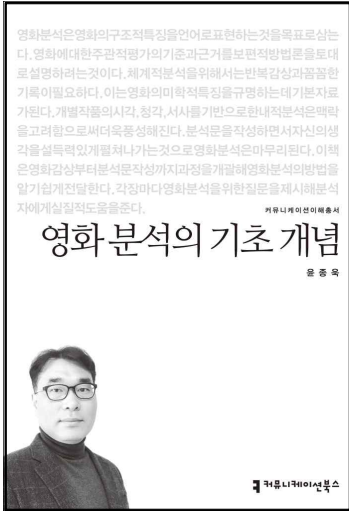 영화분석은영화의구조적특징을언어로표현하는것을목표로삼는
다.영화에대한주관적평가의기준과근거를보편적방법론을토대
로설명하려는것이다.체계적분석을위해서는반복감상과꼼꼼한
기록이필요하다.이는영화의미학적특징을규명하는데기본자료
가된다.개별작품의시각,청각,서사를기반으로한내적분석은맥락
을고려함으로써더욱풍성해진다.분석문을작성하면서자신의생
각을설득력있게펼쳐나가는것으로영화분석은마무리된다.이책
은영화감상부터분석문작성까지과정을개괄해영화분석의방법을
알기쉽게전달한다.각장마다영화분석을위한질문을제시해분석
자에게실질적도움을준다.
커뮤니케이션이해총서
영화 분석의 기초 개념
윤종욱
커뮤니케이션북스